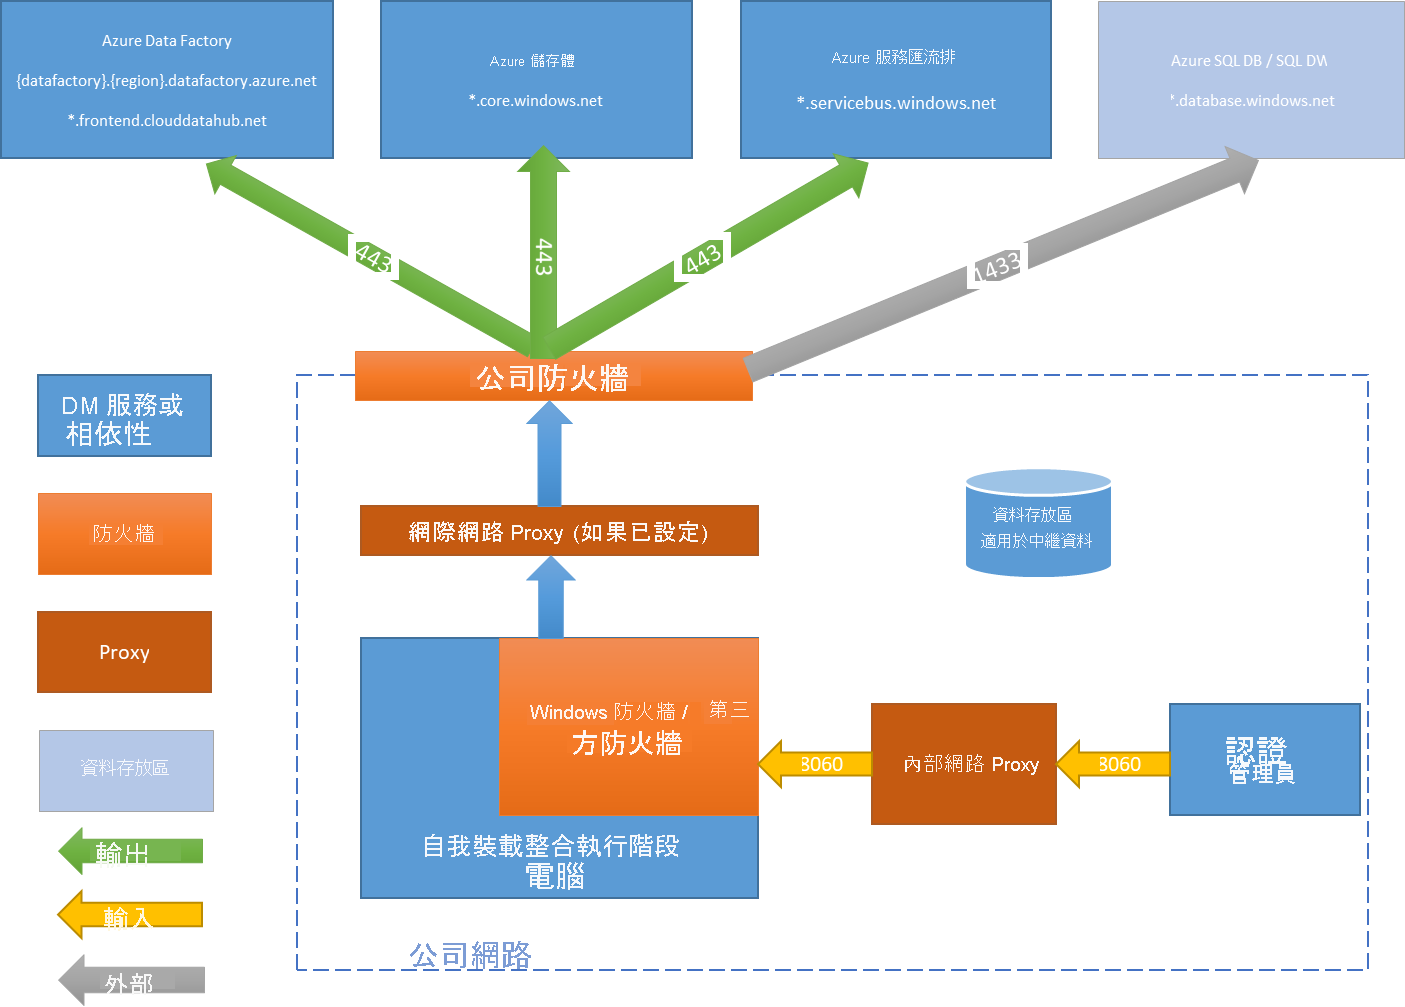 Azure Data Factory
{datafactory}.{region}.datafactory.azure.net
*.frontend.clouddatahub.net
Azure 儲存體
*.core.windows.net
Azure 服務匯流排
*.servicebus.windows.net
Azure SQL DB / SQL DW
*.database.windows.net
443
443
443
1433
公司防火牆
DM 服務或
相依性
防火牆
Proxy
資料存放區
輸出
輸入
外部
網際網路 Proxy (如果已設定)
資料存放區
適用於中繼資料
Windows 防火牆 / 第三
方防火牆
8060
內部網路 Proxy
8060
認證
管理員
自我裝載整合執行階段
電腦
公司網路